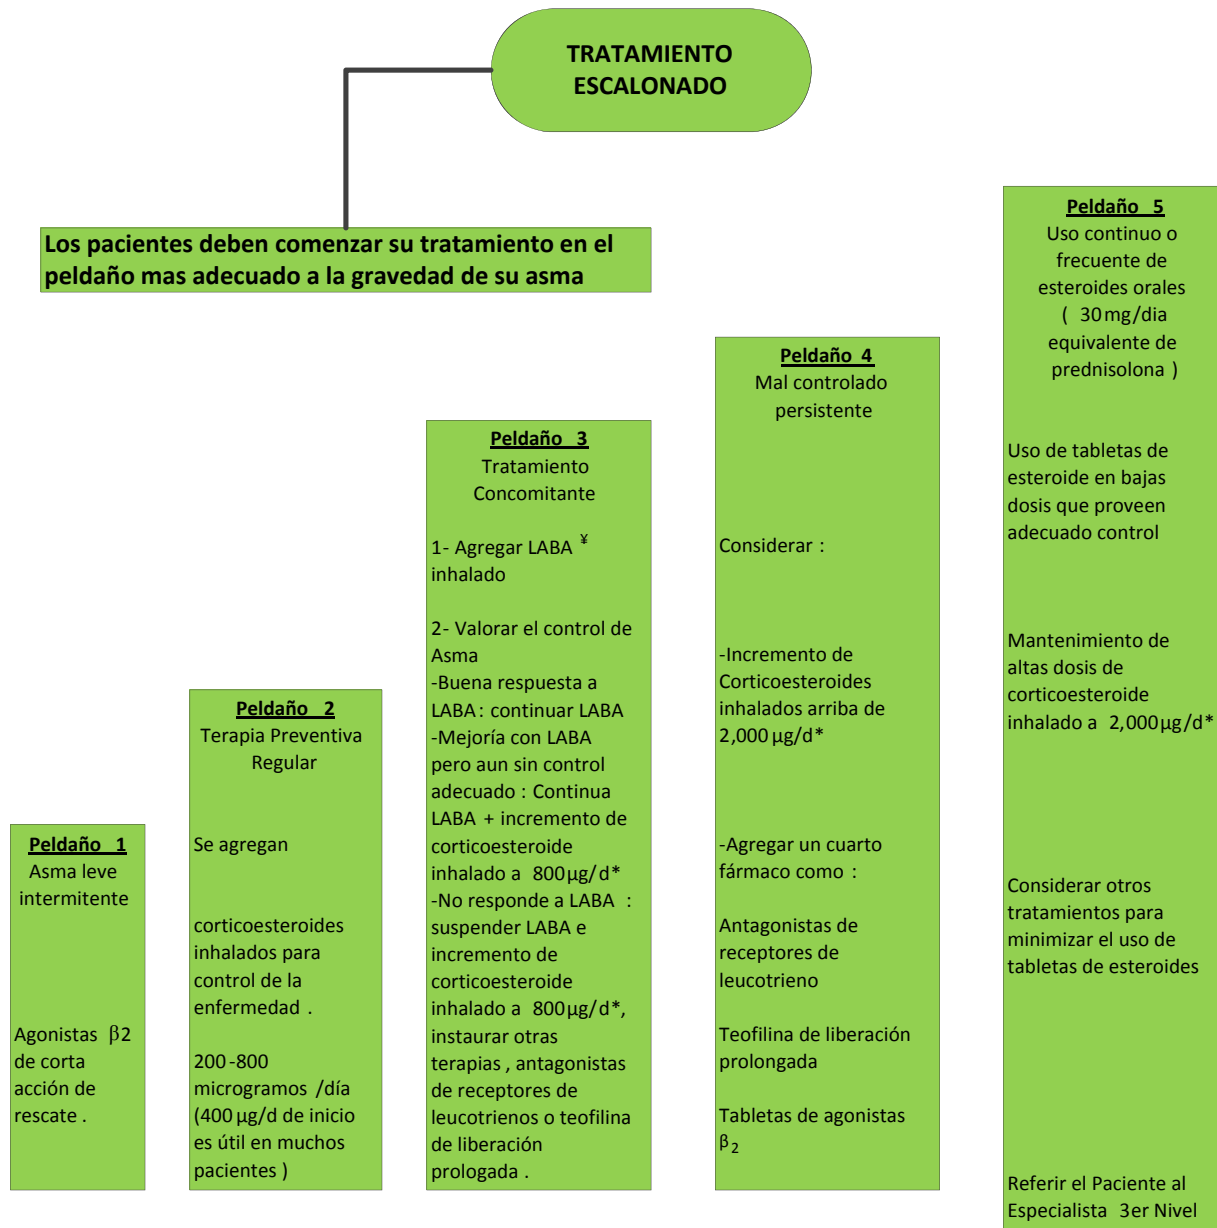 TRATAMIENTO
ESCALONADO
Los pacientes deben comenzar su tratamiento en el
peldaño mas adecuado a la gravedad de su asma
Peldaño 1
Asma leve
intermitente
Agonistas β2
de corta
acción de
rescate .
Peldaño 2
Terapia Preventiva
Regular
Se agregan
corticoesteroides
inhalados para
control de la
enfermedad .
200-800
microgramos /día
(400 µg/d de inicio
es útil en muchos
pacientes )
Peldaño 3
Tratamiento
Concomitante
1- Agregar LABA ¥
inhalado
2- Valorar el control de
Asma
-Buena respuesta a
LABA: continuar LABA
-Mejoría con LABA
pero aun sin control
adecuado : Continua
LABA + incremento de
corticoesteroide
inhalado a 800µg/d*
-No responde a LABA :
suspender LABA e
incremento de
corticoesteroide
inhalado a 800µg/d*,
instaurar otras
terapias , antagonistas
de receptores de
leucotrienos o teofilina
de liberación
prologada .
Peldaño 4
Mal controlado
persistente
Considerar :
-Incremento de
Corticoesteroides
inhalados arriba de
2,000 µg/d*
-Agregar un cuarto
fármaco como :
Antagonistas de
receptores de
leucotrieno
Teofilina de liberación
prolongada
Tabletas de agonistas
β2
Peldaño 5
Uso continuo o
frecuente de
esteroides orales
( 30mg/dia
equivalente de
prednisolona )
Uso de tabletas de
esteroide en bajas
dosis que proveen
adecuado control
Mantenimiento de
altas dosis de
corticoesteroide
inhalado a 2,000µg/d*
Considerar otros
tratamientos para
minimizar el uso de
tabletas de esteroides
Referir el Paciente al
Especialista 3er Nivel